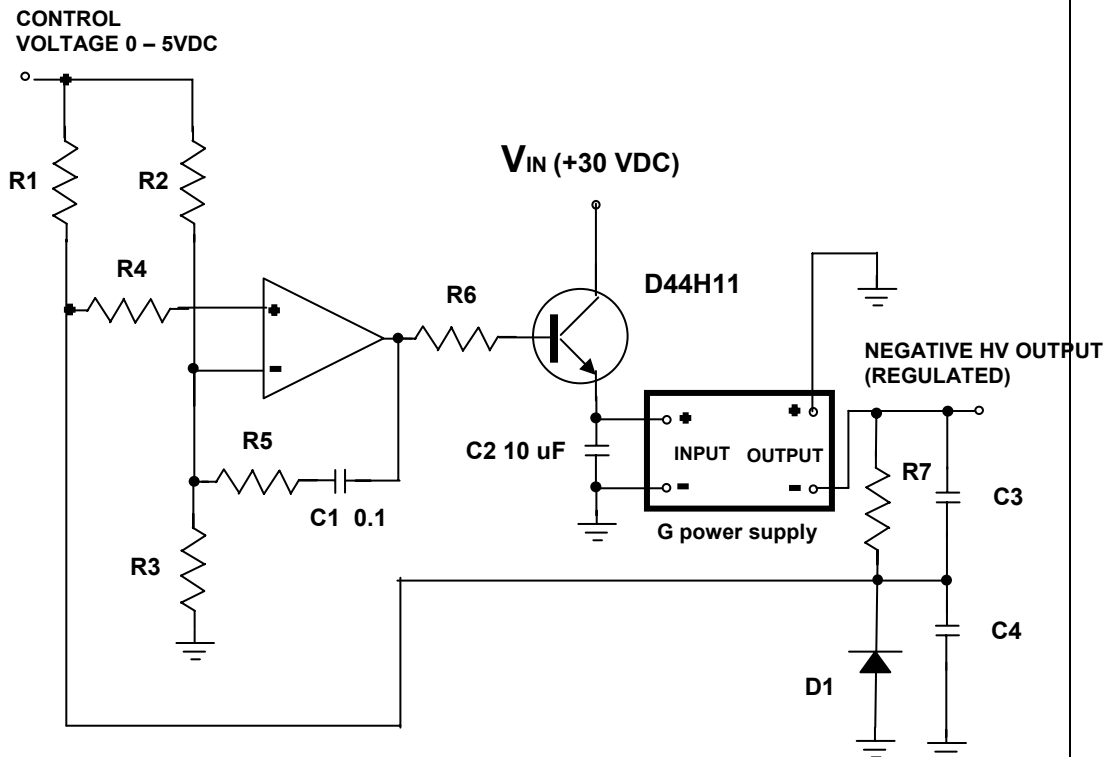 CONTROL
VOLTAGE 0 – 5VDC
R1
R2
VIN (+30 VDC)
R4
R6
D44H11
NEGATIVE HV OUTPUT
(REGULATED)
+
-
R5
C1 0.1
C2 10 uF
+
-
INPUT
OUTPUT
+
-
R7
C3
G power supply
R3
C4
D1